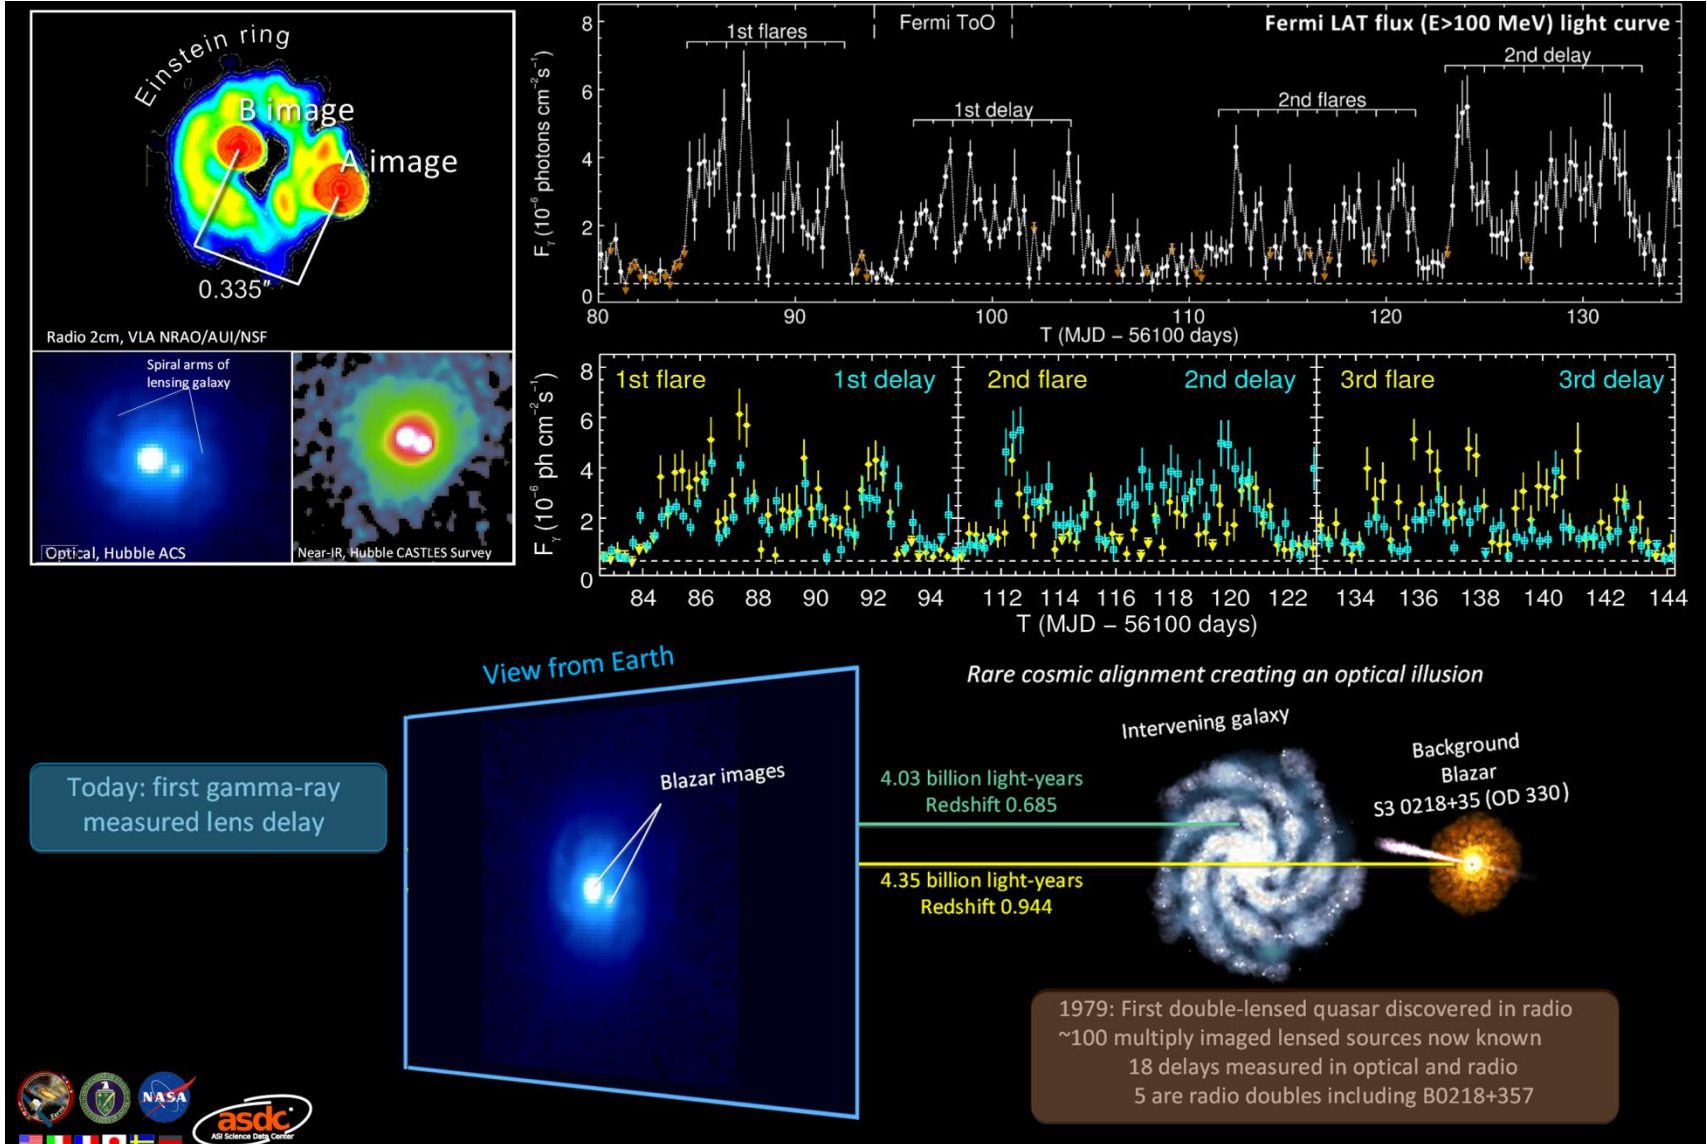 Einstein ring
B image
A image
0.335"
Radio 2cm, VLA NRAO/AUI/NSF
Spiral arms of
lensing galaxy
Optical, Hubble ACS
Near-IR, Hubble CASTLES Survey
Fermi LAT flux (E>100 MeV) light curve
1st flares
Fermi ToO
1st delay
2nd flares
2nd delay
F_γ (10⁻⁶ photons cm⁻²s⁻¹)
8
6
4
2
0
80 90 100 110 120 130
T (MJD − 56100 days)
1st flare 1st delay 2nd flare 2nd delay 3rd flare 3rd delay
F_γ (10⁻⁶ ph cm⁻²s⁻¹)
8
6
4
2
0
84 86 88 90 92 94 112 114 116 118 120 122 134 136 138 140 142 144
T (MJD − 56100 days)
View from Earth
Blazar images
Rare cosmic alignment creating an optical illusion
Intervening galaxy
Background
Blazar
S3 0218+35 (OD 330)
4.03 billion light-years
Redshift 0.685
4.35 billion light-years
Redshift 0.944
Today: first gamma-ray
measured lens delay
1979: First double-lensed quasar discovered in radio
~100 multiply imaged lensed sources now known
18 delays measured in optical and radio
5 are radio doubles including B0218+357
Fermi
NASA
asdc
ASI Science Data Center